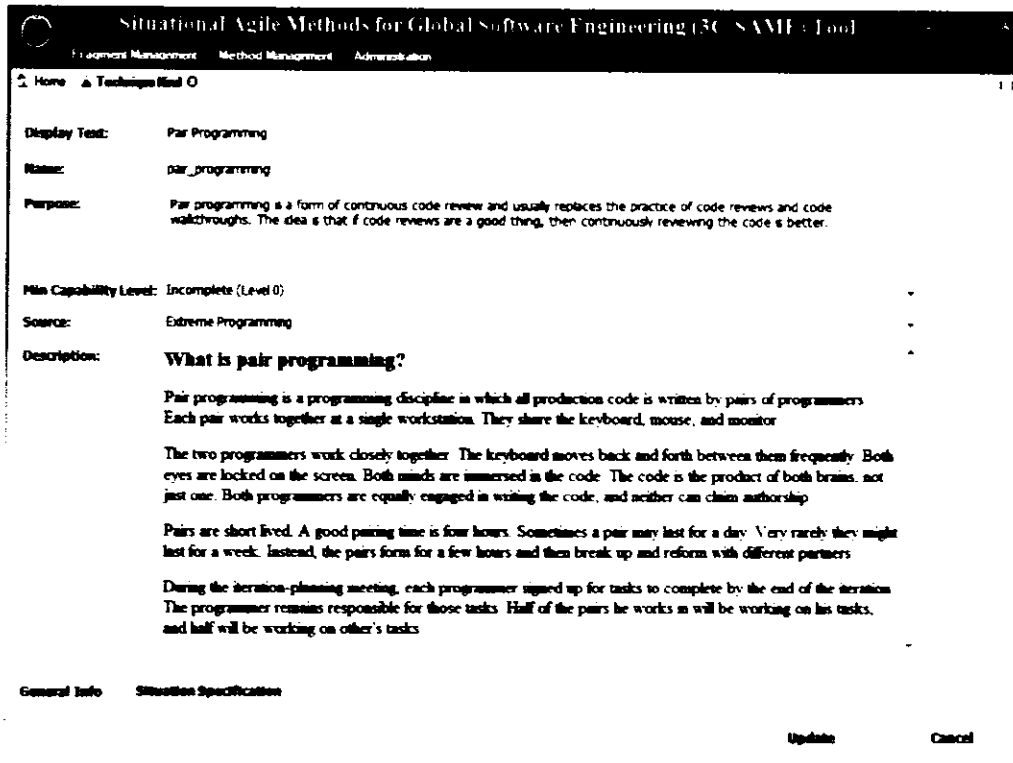 Situational Agile Methods for Global Software Engineering (3C SAME) Tool
Fragment Management Method Management Administration
Home Technique Kind
Display Text: Pair Programming
Name: pair_programming
Purpose: Pair programming is a form of continuous code review and usually replaces the practice of code reviews and code
walkthroughs. The idea is that if code reviews are a good thing, then continuously reviewing the code is better.
Min Capability Level: Incomplete (Level 0)
Source: Extreme Programming
Description: What is pair programming?
Pair programming is a programming discipline in which all production code is written by pairs of programmers
Each pair works together at a single workstation. They share the keyboard, mouse, and monitor
The two programmers work closely together. The keyboard moves back and forth between them frequently. Both
eyes are locked on the screen. Both minds are immersed in the code. The code is the product of both brains, not
just one. Both programmers are equally engaged in writing the code, and neither can claim authorship
Pairs are short lived. A good pairing time is four hours. Sometimes a pair may last for a day. Very rarely they might
last for a week. Instead, the pairs form for a few hours and then break up and reform with different partners
During the iteration-planning meeting, each programmer signed up for tasks to complete by the end of the iteration
The programmer remains responsible for those tasks. Half of the pairs he works in will be working on his tasks,
and half will be working on other's tasks
General Info Situation Specification
Update Cancel